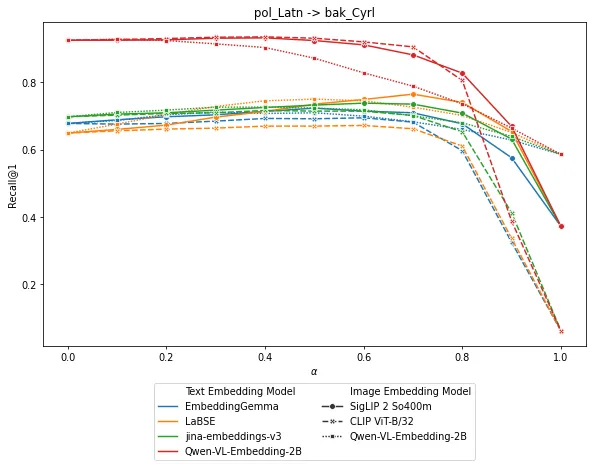 pol_Latn -> bak_Cyrl
Recall@1
0.8
0.6
0.4
0.2
0.0 0.2 0.4 0.6 0.8 1.0
α
Text Embedding Model Image Embedding Model
EmbeddingGemma SigLIP 2 So400m
LaBSE CLIP ViT-B/32
jina-embeddings-v3 Qwen-VL-Embedding-2B
Qwen-VL-Embedding-2B